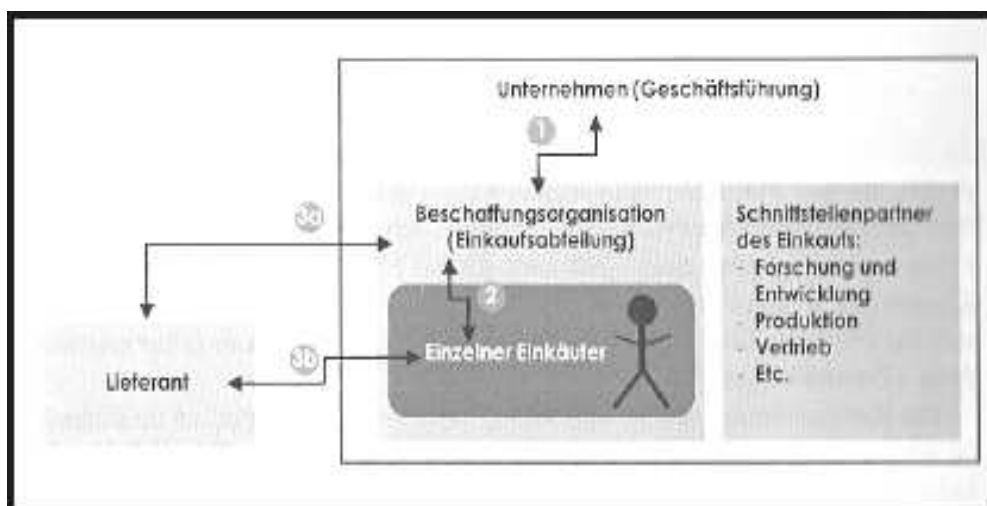 Unternehmen (Geschäftsführung)
1
Beschaffungsorganisation
(Einkaufsabteilung)
3a
2
Einzelner Einkäufer
3b
Lieferant
Schnittstellenpartner
des Einkaufs:
- Forschung und
Entwicklung
- Produktion
- Vertrieb
- Etc.